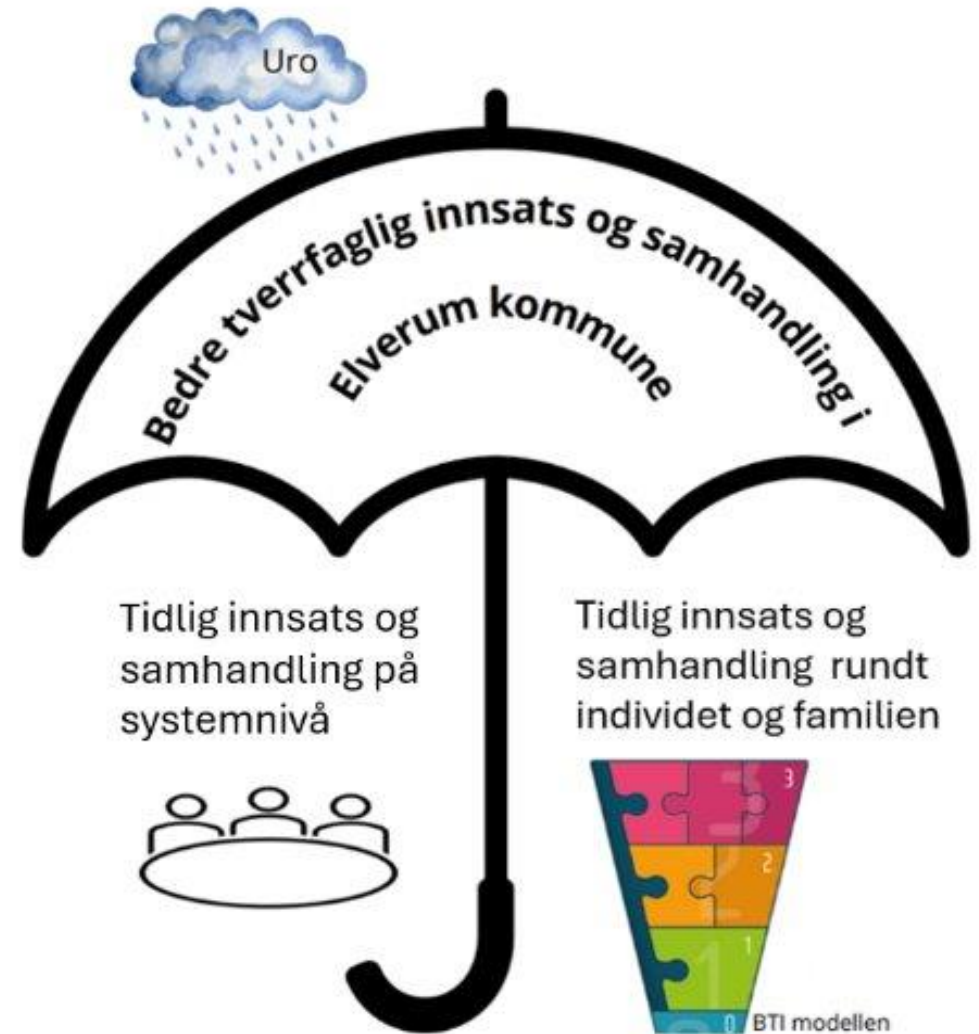 Uro
Bedre tverrfaglig innsats og samhandling i
Elverum kommune
Tidlig innsats og
samhandling på
systemnivå
Tidlig innsats og
samhandling rundt
individet og familien
3
2
1
0
BTI modellen